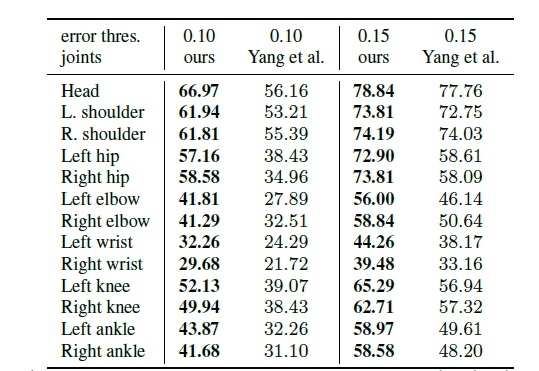 error thres. 0.10 0.10 0.15 0.15
joints ours Yang et al. ours Yang et al.
Head 66.97 56.16 78.84 77.76
L. shoulder 61.94 53.21 73.81 72.75
R. shoulder 61.81 55.39 74.19 74.03
Left hip 57.16 38.43 72.90 58.61
Right hip 58.58 34.96 73.81 58.09
Left elbow 41.81 27.89 56.00 46.14
Right elbow 41.29 32.51 58.84 50.64
Left wrist 32.26 24.29 44.26 38.17
Right wrist 29.68 21.72 39.48 33.16
Left knee 52.13 39.07 65.29 56.94
Right knee 49.94 38.43 62.71 57.32
Left ankle 43.87 32.26 58.97 49.61
Right ankle 41.68 31.10 58.58 48.20